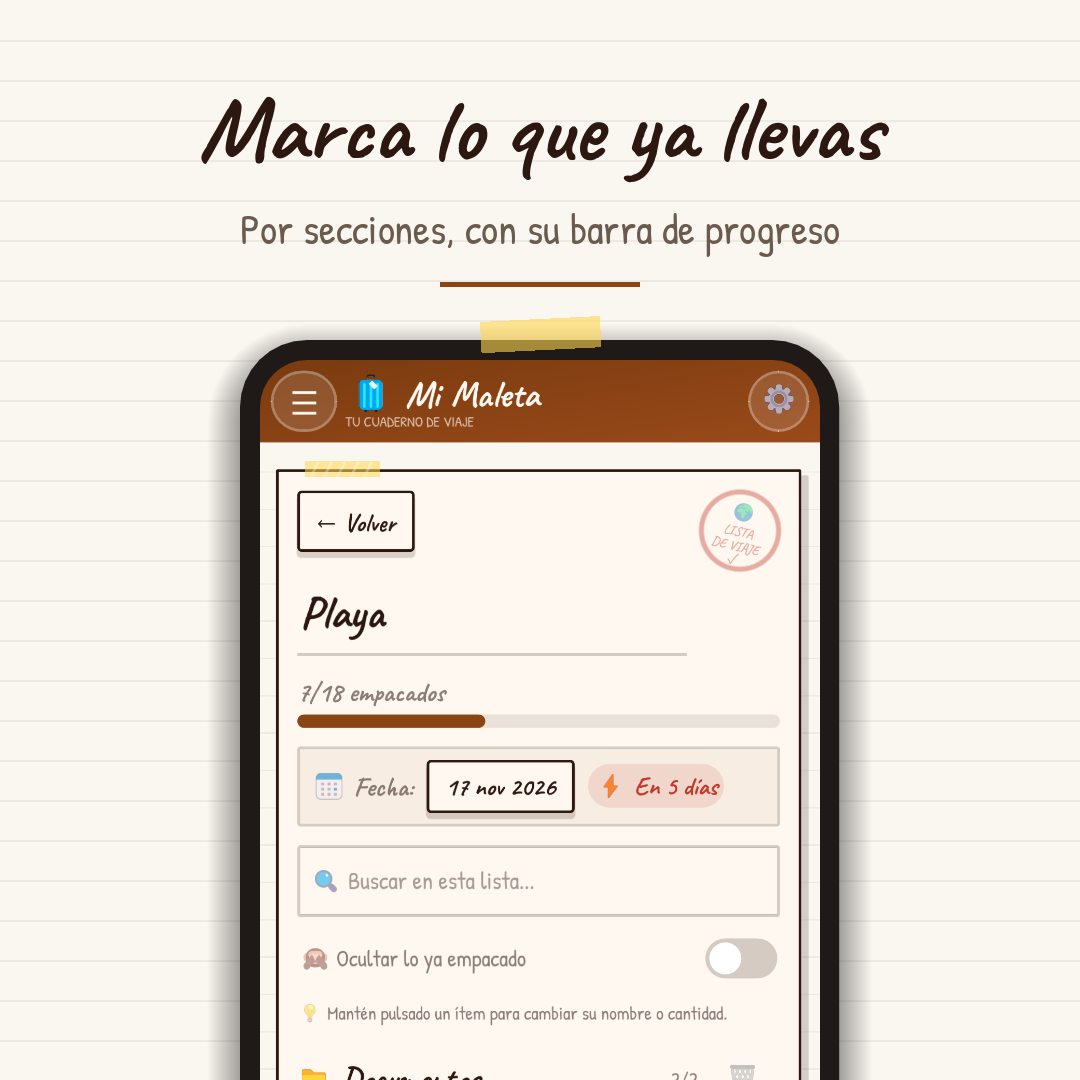 Marca lo que ya llevas
Por secciones, con su barra de progreso
Mi Maleta
TU CUADERNO DE VIAJE
← Volver
LISTA
DE VIAJE
✓
Playa
7/18 empacados
Fecha:
17 nov 2026
En 5 días
Buscar en esta lista...
Ocultar lo ya empacado
Mantén pulsado un ítem para cambiar su nombre o cantidad.